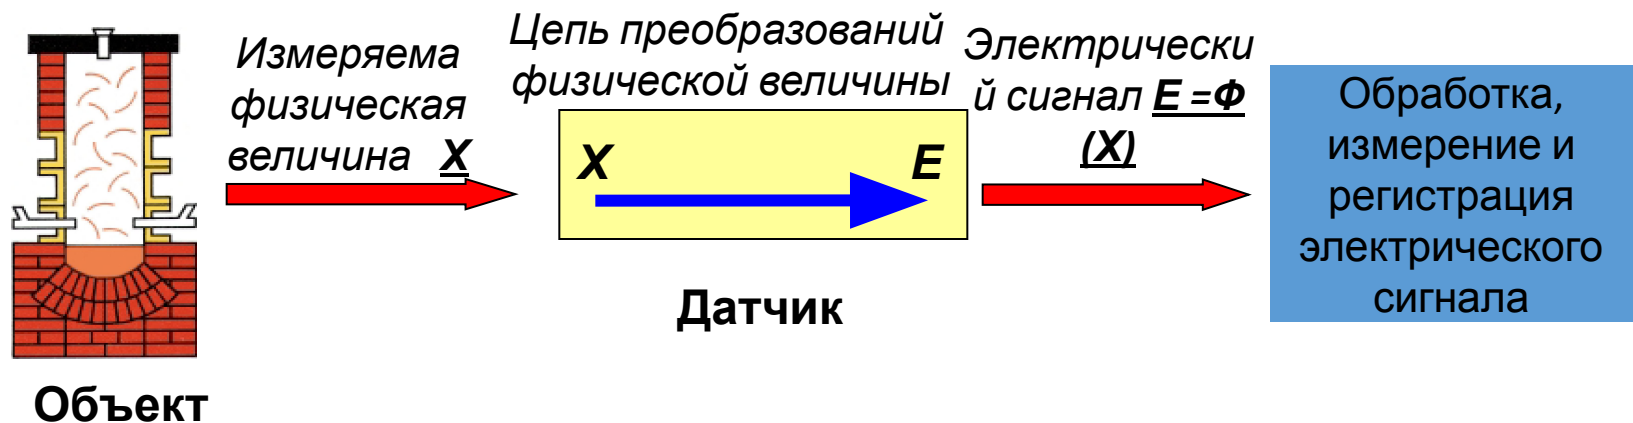 Измеряема
физическая
величина X
Цепь преобразований
физической величины
Электрически
й сигнал E =Ф
(X)
X
E
Обработка,
измерение и
регистрация
электрического
сигнала
Датчик
Объект